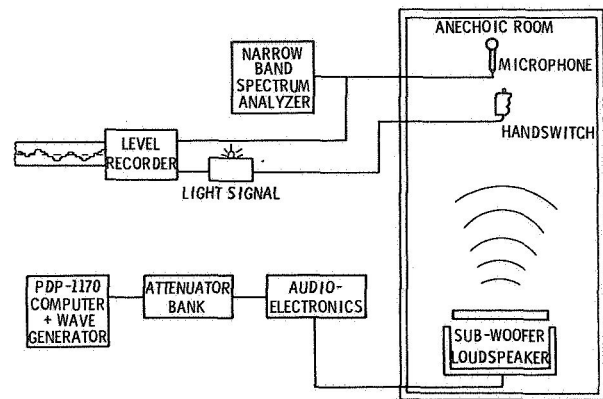 ANECHOIC ROOM
MICROPHONE
HANDSWITCH
NARROW
BAND
SPECTRUM
ANALYZER
LEVEL
RECORDER
LIGHT SIGNAL
PDP-1170
COMPUTER
+ WAVE
GENERATOR
ATTENUATOR
BANK
AUDIO-
ELECTRONICS
SUB-WOOFER
LOUDSPEAKER